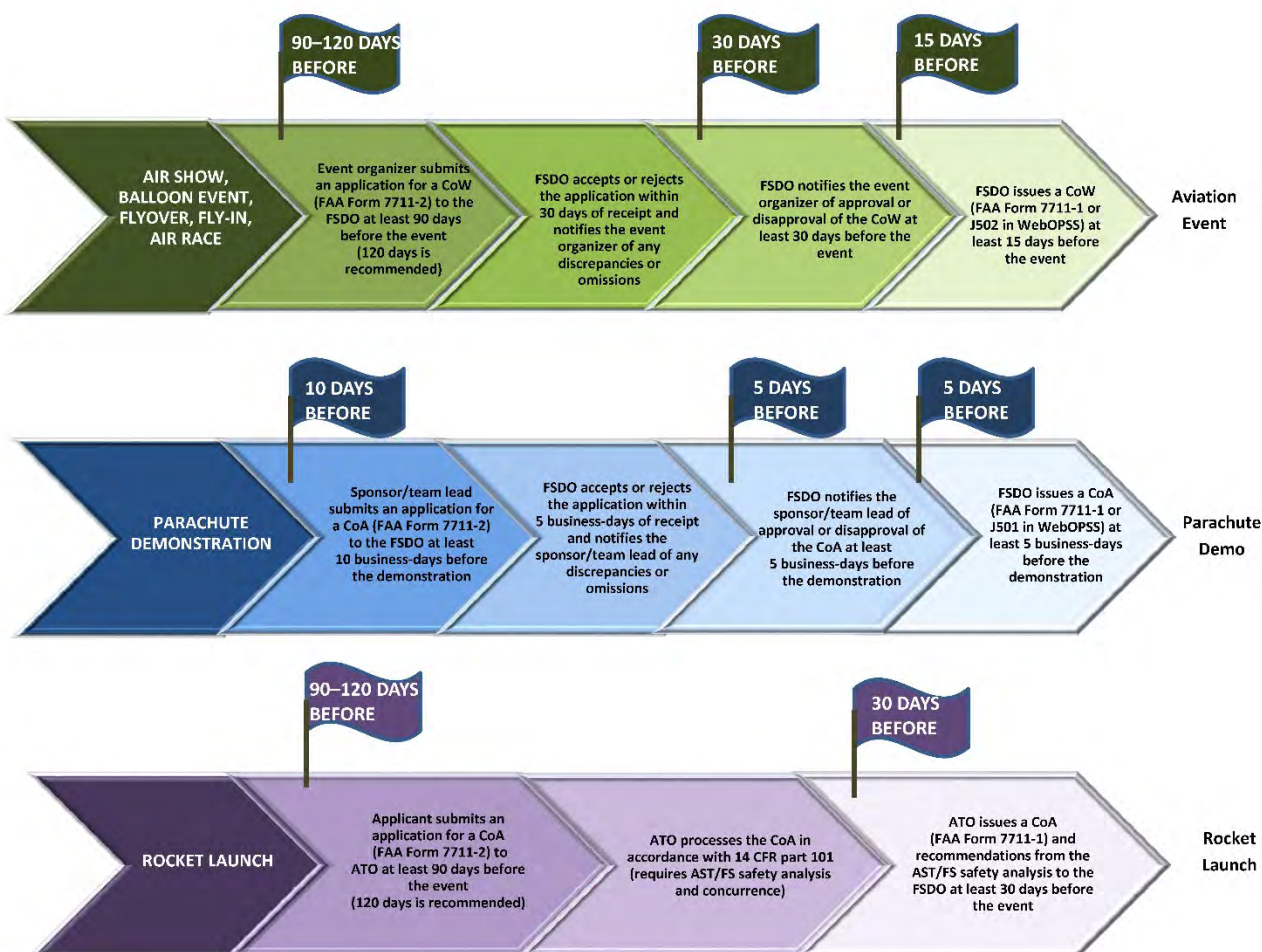 90–120 DAYS
BEFORE
30 DAYS
BEFORE
15 DAYS
BEFORE
AIR SHOW,
BALLOON EVENT,
FLYOVER, FLY-IN,
AIR RACE
Event organizer submits
an application for a CoW
(FAA Form 7711-2) to the
FSDO at least 90 days
before the event
(120 days is
recommended)
FSDO accepts or rejects
the application within
30 days of receipt and
notifies the event
organizer of any
discrepancies or
omissions
FSDO notifies the event
organizer of approval or
disapproval of the CoW at
least 30 days before the
event
FSDO issues a CoW
(FAA Form 7711-1 or
J502 in WebOPSS) at
least 15 days before
the event
Aviation
Event
10 DAYS
BEFORE
5 DAYS
BEFORE
5 DAYS
BEFORE
PARACHUTE
DEMONSTRATION
Sponsor/team lead
submits an application for
a CoA (FAA Form 7711-2)
to the FSDO at least
10 business-days before
the demonstration
FSDO accepts or rejects
the application within
5 business-days of receipt
and notifies the
sponsor/team lead of any
discrepancies or
omissions
FSDO notifies the
sponsor/team lead of
approval or disapproval of
the CoA at least
5 business-days before
the demonstration
FSDO issues a CoA
(FAA Form 7711-1 or
J501 in WebOPSS) at
least 5 business-days
before the
demonstration
Parachute
Demo
90–120 DAYS
BEFORE
30 DAYS
BEFORE
ROCKET LAUNCH
Applicant submits an
application for a CoA
(FAA Form 7711-2) to
ATO at least 90 days before
the event
(120 days is recommended)
ATO processes the CoA in
accordance with 14 CFR part 101
(requires AST/FS safety analysis
and concurrence)
ATO issues a CoA
(FAA Form 7711-1) and
recommendations from the
AST/FS safety analysis to the
FSDO at least 30 days before
the event
Rocket
Launch